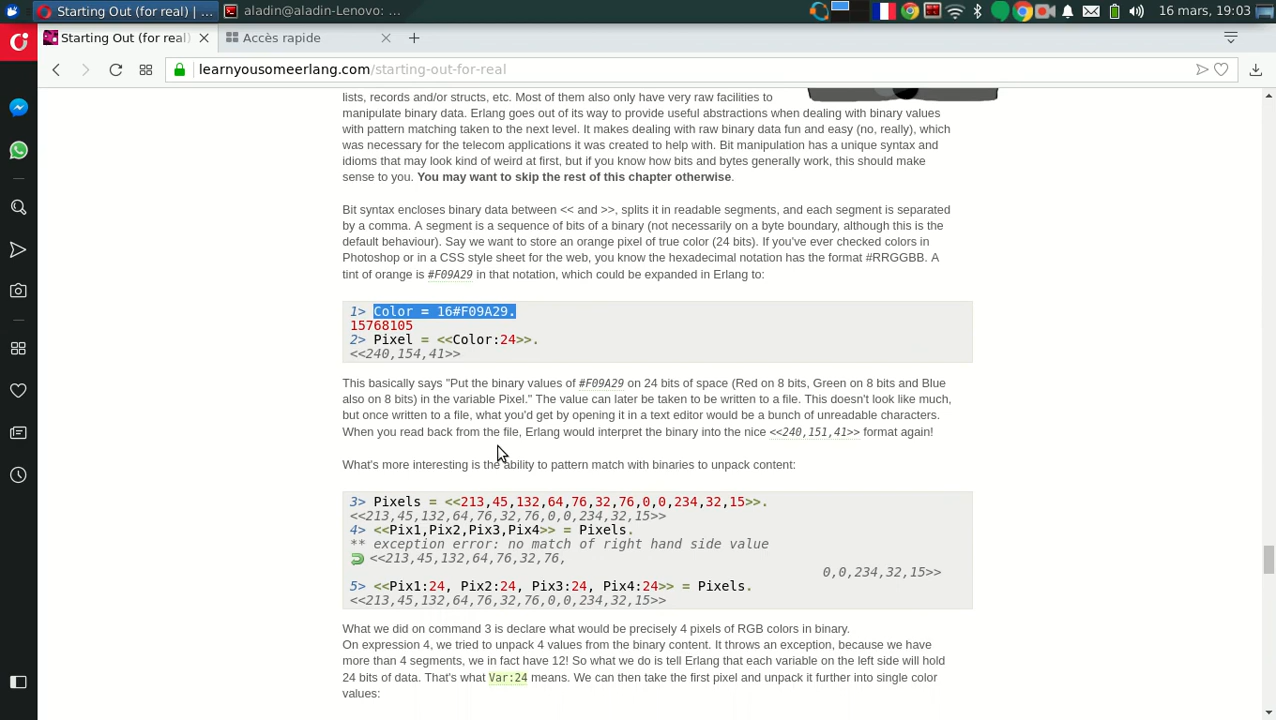 Starting Out (for real) | ...
aladin@aladin-Lenovo: ...
16 mars, 19:03
Starting Out (for real)
Accès rapide
learnyousomeerlang.com/starting-out-for-real
lists, records and/or structs, etc. Most of them also only have very raw facilities to
manipulate binary data. Erlang goes out of its way to provide useful abstractions when dealing with binary values
with pattern matching taken to the next level. It makes dealing with raw binary data fun and easy (no, really), which
was necessary for the telecom applications it was created to help with. Bit manipulation has a unique syntax and
idioms that may look kind of weird at first, but if you know how bits and bytes generally work, this should make
sense to you. You may want to skip the rest of this chapter otherwise.
Bit syntax encloses binary data between << and >>, splits it in readable segments, and each segment is separated
by a comma. A segment is a sequence of bits of a binary (not necessarily on a byte boundary, although this is the
default behaviour). Say we want to store an orange pixel of true color (24 bits). If you've ever checked colors in
Photoshop or in a CSS style sheet for the web, you know the hexadecimal notation has the format #RRGGBB. A
tint of orange is #F09A29 in that notation, which could be expanded in Erlang to:
1> Color = 16#F09A29.
15768105
2> Pixel = <<Color:24>>.
<<240,154,41>>
This basically says "Put the binary values of #F09A29 on 24 bits of space (Red on 8 bits, Green on 8 bits and Blue
also on 8 bits) in the variable Pixel." The value can later be taken to be written to a file. This doesn't look like much,
but once written to a file, what you'd get by opening it in a text editor would be a bunch of unreadable characters.
When you read back from the file, Erlang would interpret the binary into the nice <<240,151,41>> format again!
What's more interesting is the ability to pattern match with binaries to unpack content:
3> Pixels = <<213,45,132,64,76,32,76,0,0,234,32,15>>.
<<213,45,132,64,76,32,76,0,0,234,32,15>>
4> <<Pix1,Pix2,Pix3,Pix4>> = Pixels.
** exception error: no match of right hand side value
<<213,45,132,64,76,32,76,
0,0,234,32,15>>
5> <<Pix1:24, Pix2:24, Pix3:24, Pix4:24>> = Pixels.
<<213,45,132,64,76,32,76,0,0,234,32,15>>
What we did on command 3 is declare what would be precisely 4 pixels of RGB colors in binary.
On expression 4, we tried to unpack 4 values from the binary content. It throws an exception, because we have
more than 4 segments, we in fact have 12! So what we do is tell Erlang that each variable on the left side will hold
24 bits of data. That's what Var:24 means. We can then take the first pixel and unpack it further into single color
values: